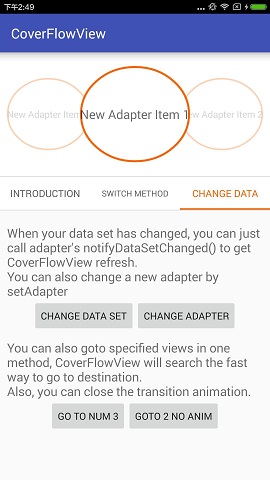 下午2:49
CoverFlowView
New Adapter Item New Adapter Item 1 New Adapter Item 2
INTRODUCTION SWITCH METHOD CHANGE DATA
When your data set has changed, you can just
call adapter's notifyDataSetChanged() to get
CoverFlowView refresh.
You can also change a new adapter by
setAdapter
CHANGE DATA SET CHANGE ADAPTER
You can also goto specified views in one
method, CoverFlowView will search the fast
way to go to destination.
Also, you can close the transition animation.
GO TO NUM 3 GOTO 2 NO ANIM